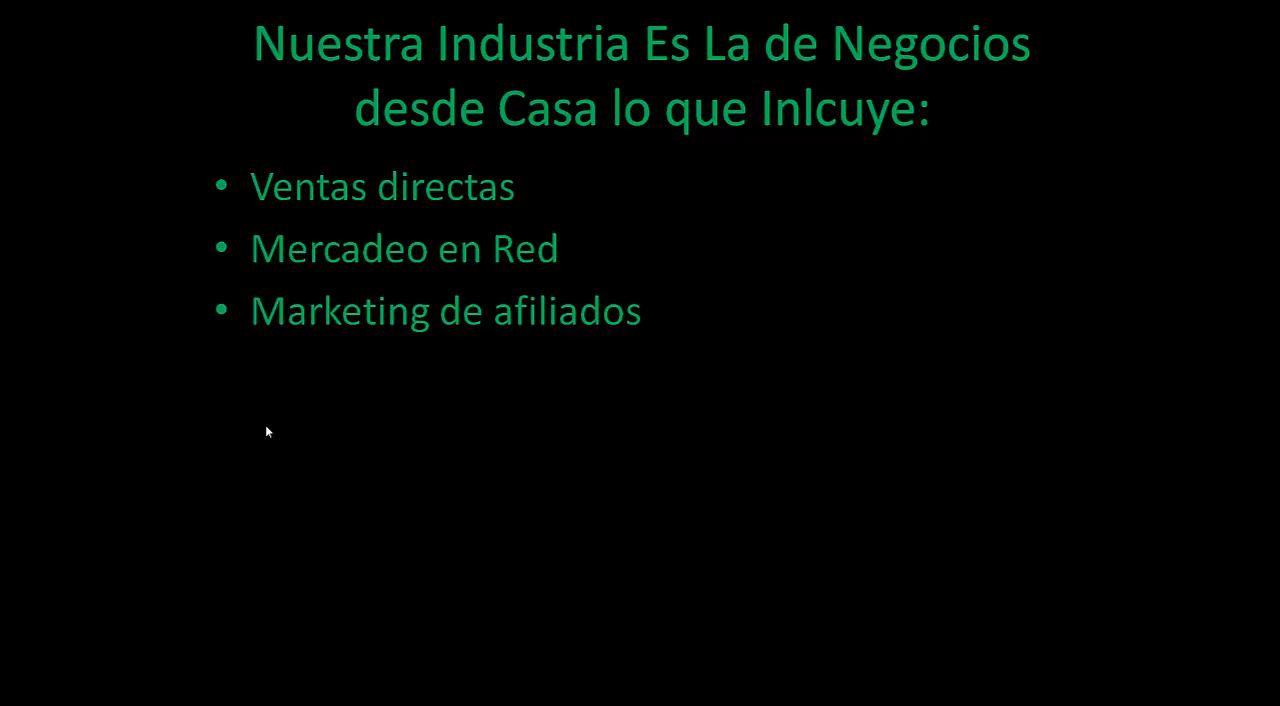 Nuestra Industria Es La de Negocios
desde Casa lo que Inlcuye:
• Ventas directas
• Mercadeo en Red
• Marketing de afiliados